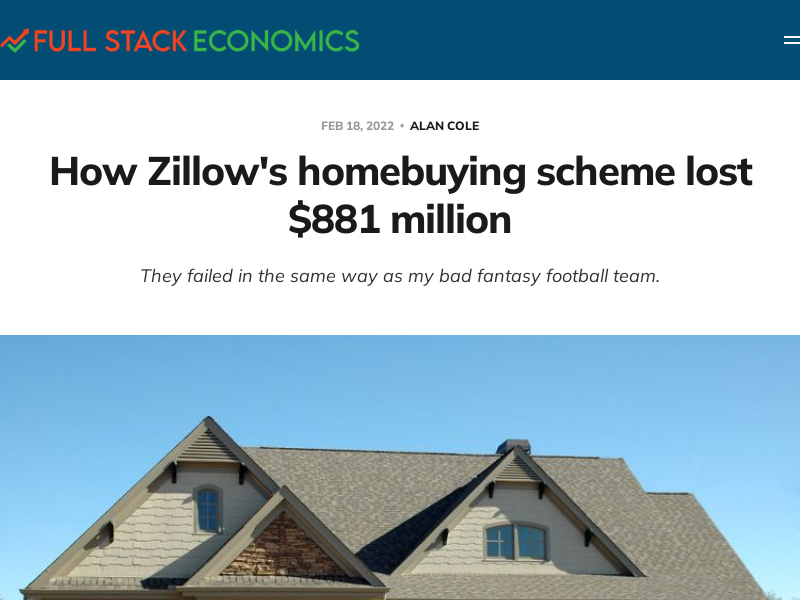 FULL STACK ECONOMICS
FEB 18, 2022 • ALAN COLE
How Zillow's homebuying scheme lost
$881 million
They failed in the same way as my bad fantasy football team.